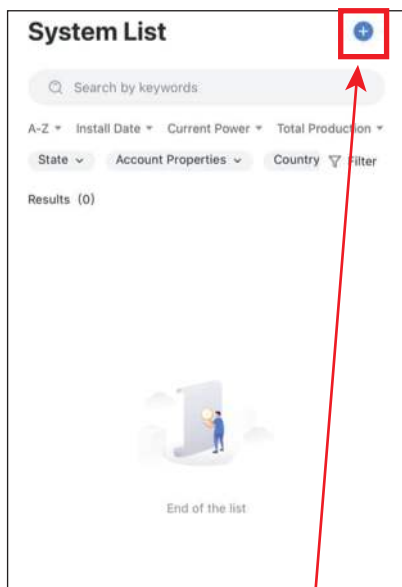 System List
Search by keywords
A-Z Install Date Current Power Total Production
State Account Properties Country Filter
Results (0)
End of the list